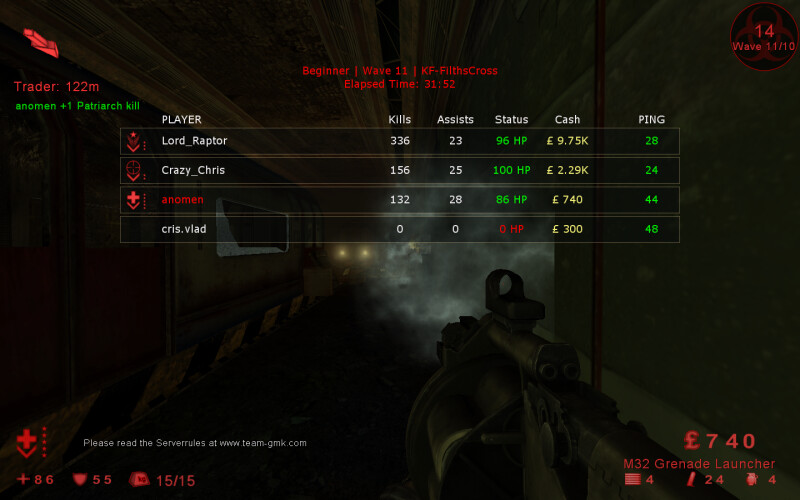 14
Wave 11/10
Beginner | Wave 11 | KF-FilthsCross
Elapsed Time: 31:52
Trader: 122m
anomen +1 Patriarch kill
PLAYER Kills Assists Status Cash PING
Lord_Raptor 336 23 96 HP £ 9.75K 28
Crazy_Chris 156 25 100 HP £ 2.29K 24
anomen 132 28 86 HP £ 740 44
cris.vlad 0 0 0 HP £ 300 48
Please read the Serverrules at www.team-gmk.com
£740
M32 Grenade Launcher
+86 55 15/15 4 24 4